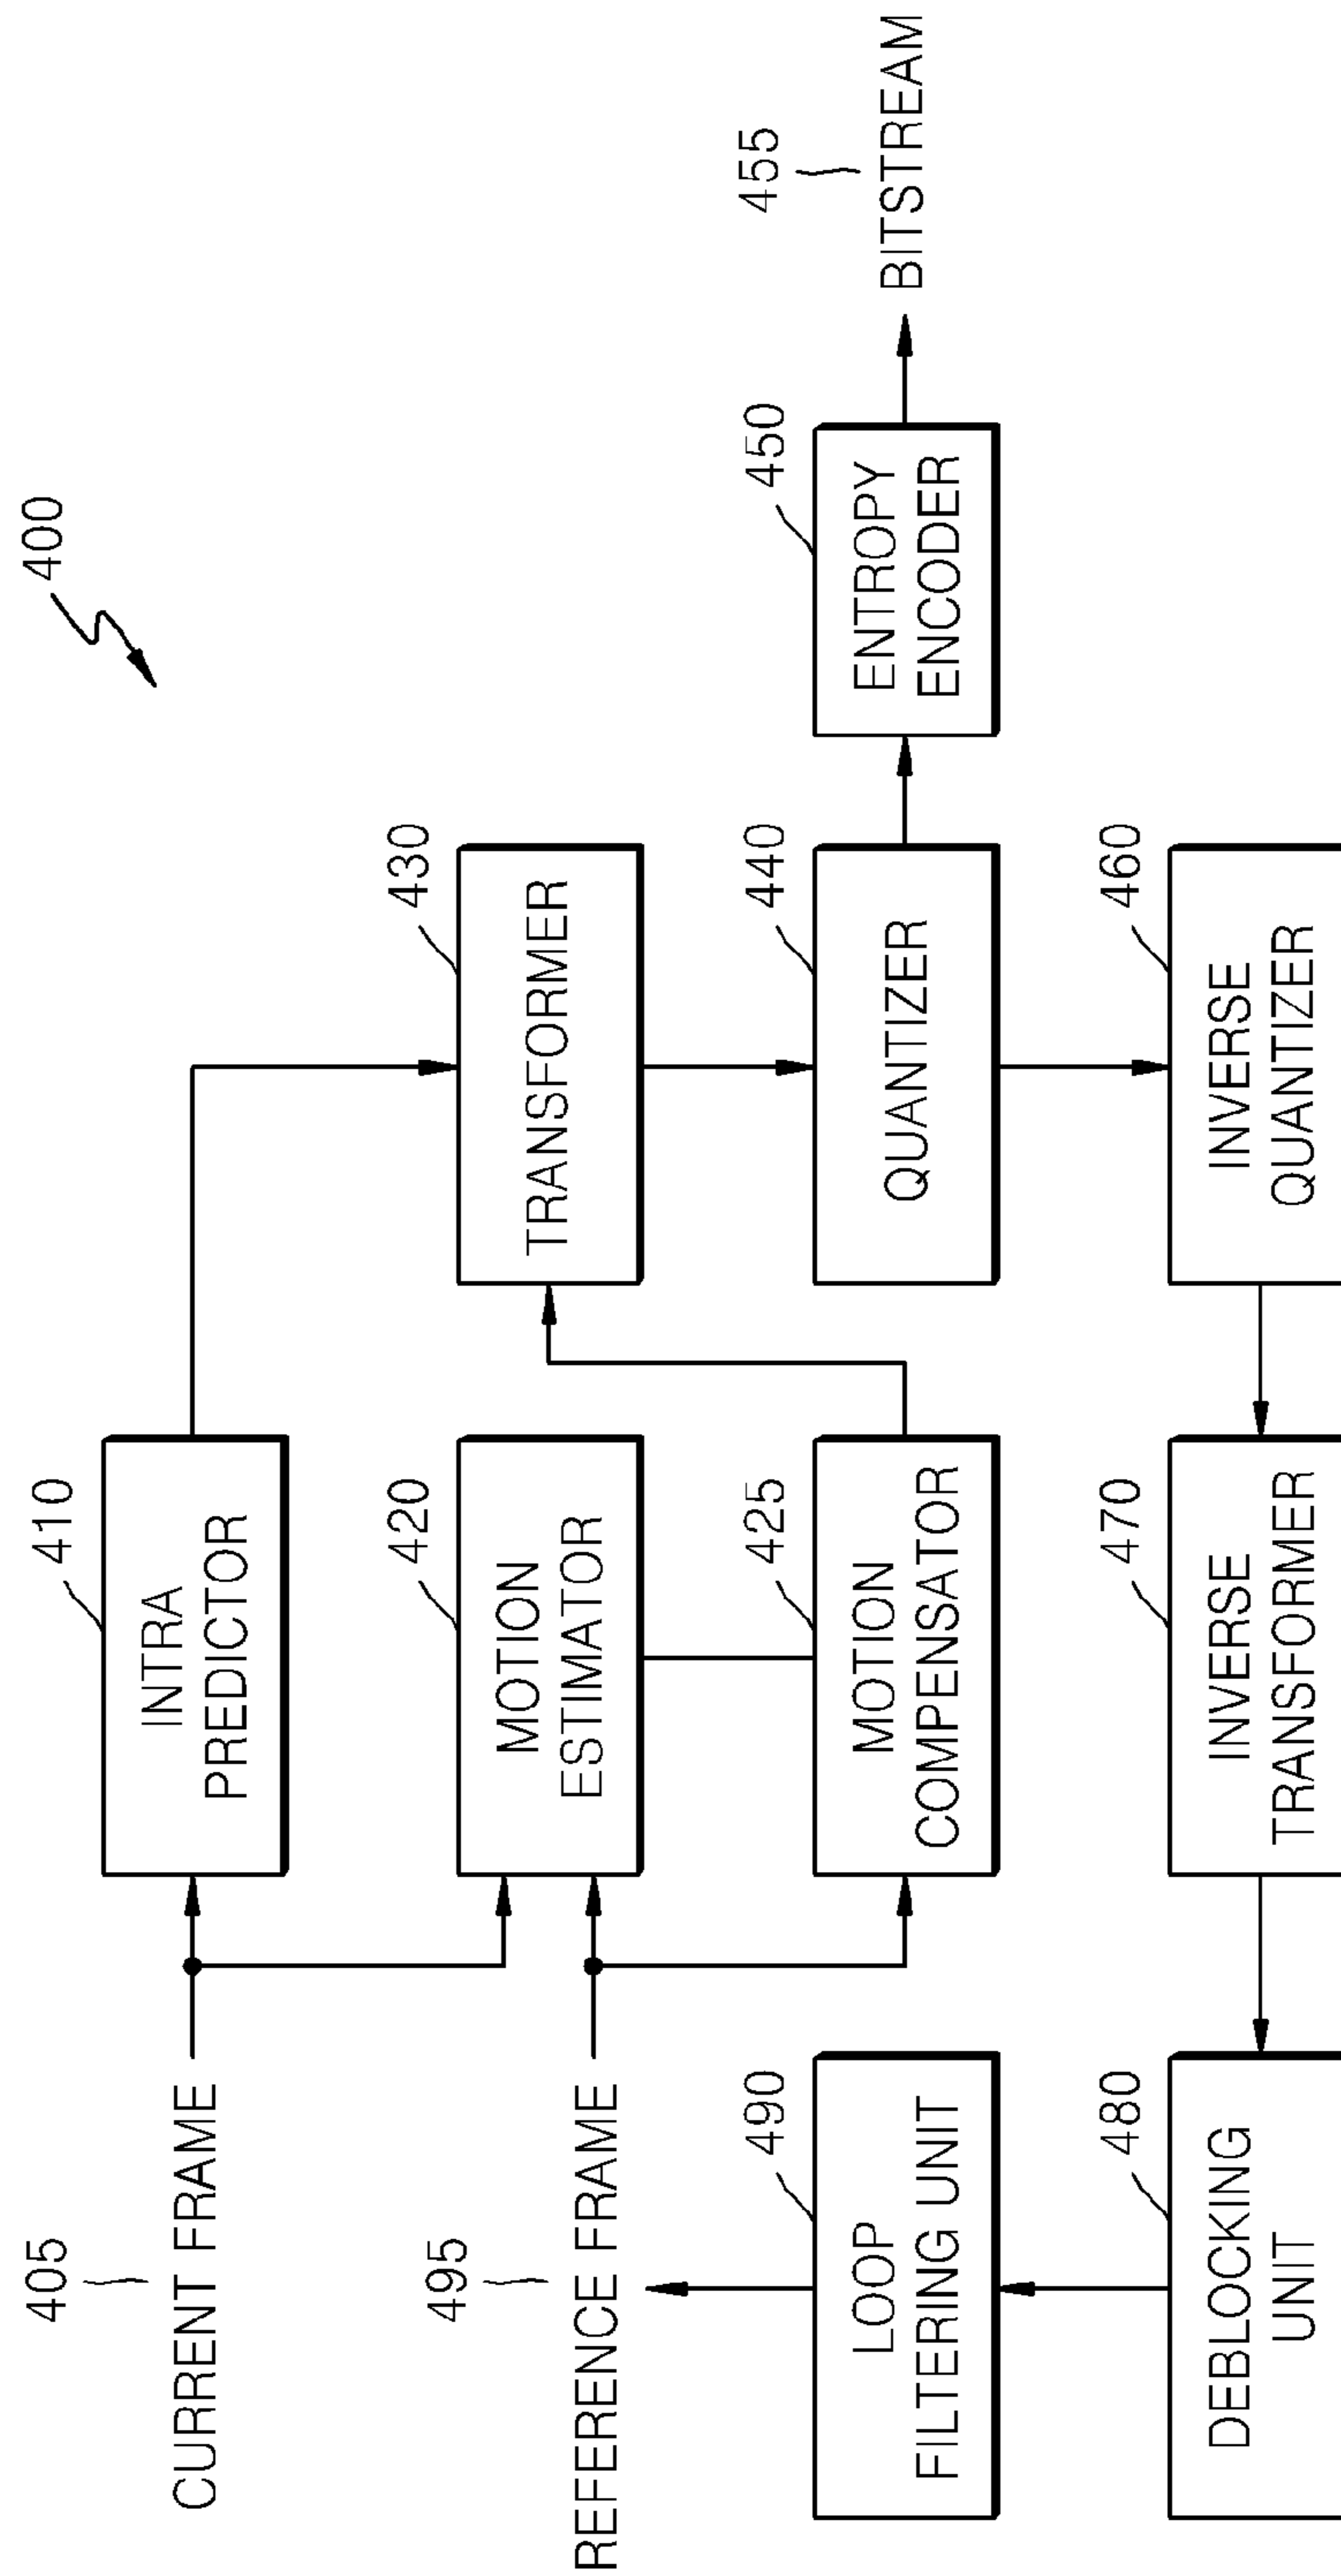 400
405
CURRENT FRAME
410
INTRA
PREDICTOR
495
REFERENCE FRAME
420
MOTION
ESTIMATOR
430
TRANSFORMER
490
LOOP
FILTERING UNIT
425
MOTION
COMPENSATOR
440
QUANTIZER
450
ENTROPY
ENCODER
455
BITSTREAM
480
DEBLOCKING
UNIT
470
INVERSE
TRANSFORMER
460
INVERSE
QUANTIZER